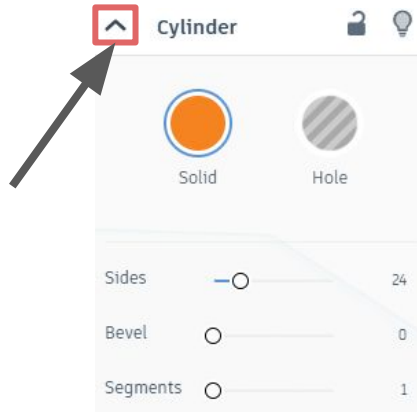 Cylinder
Solid Hole
Sides 24
Bevel 0
Segments 1